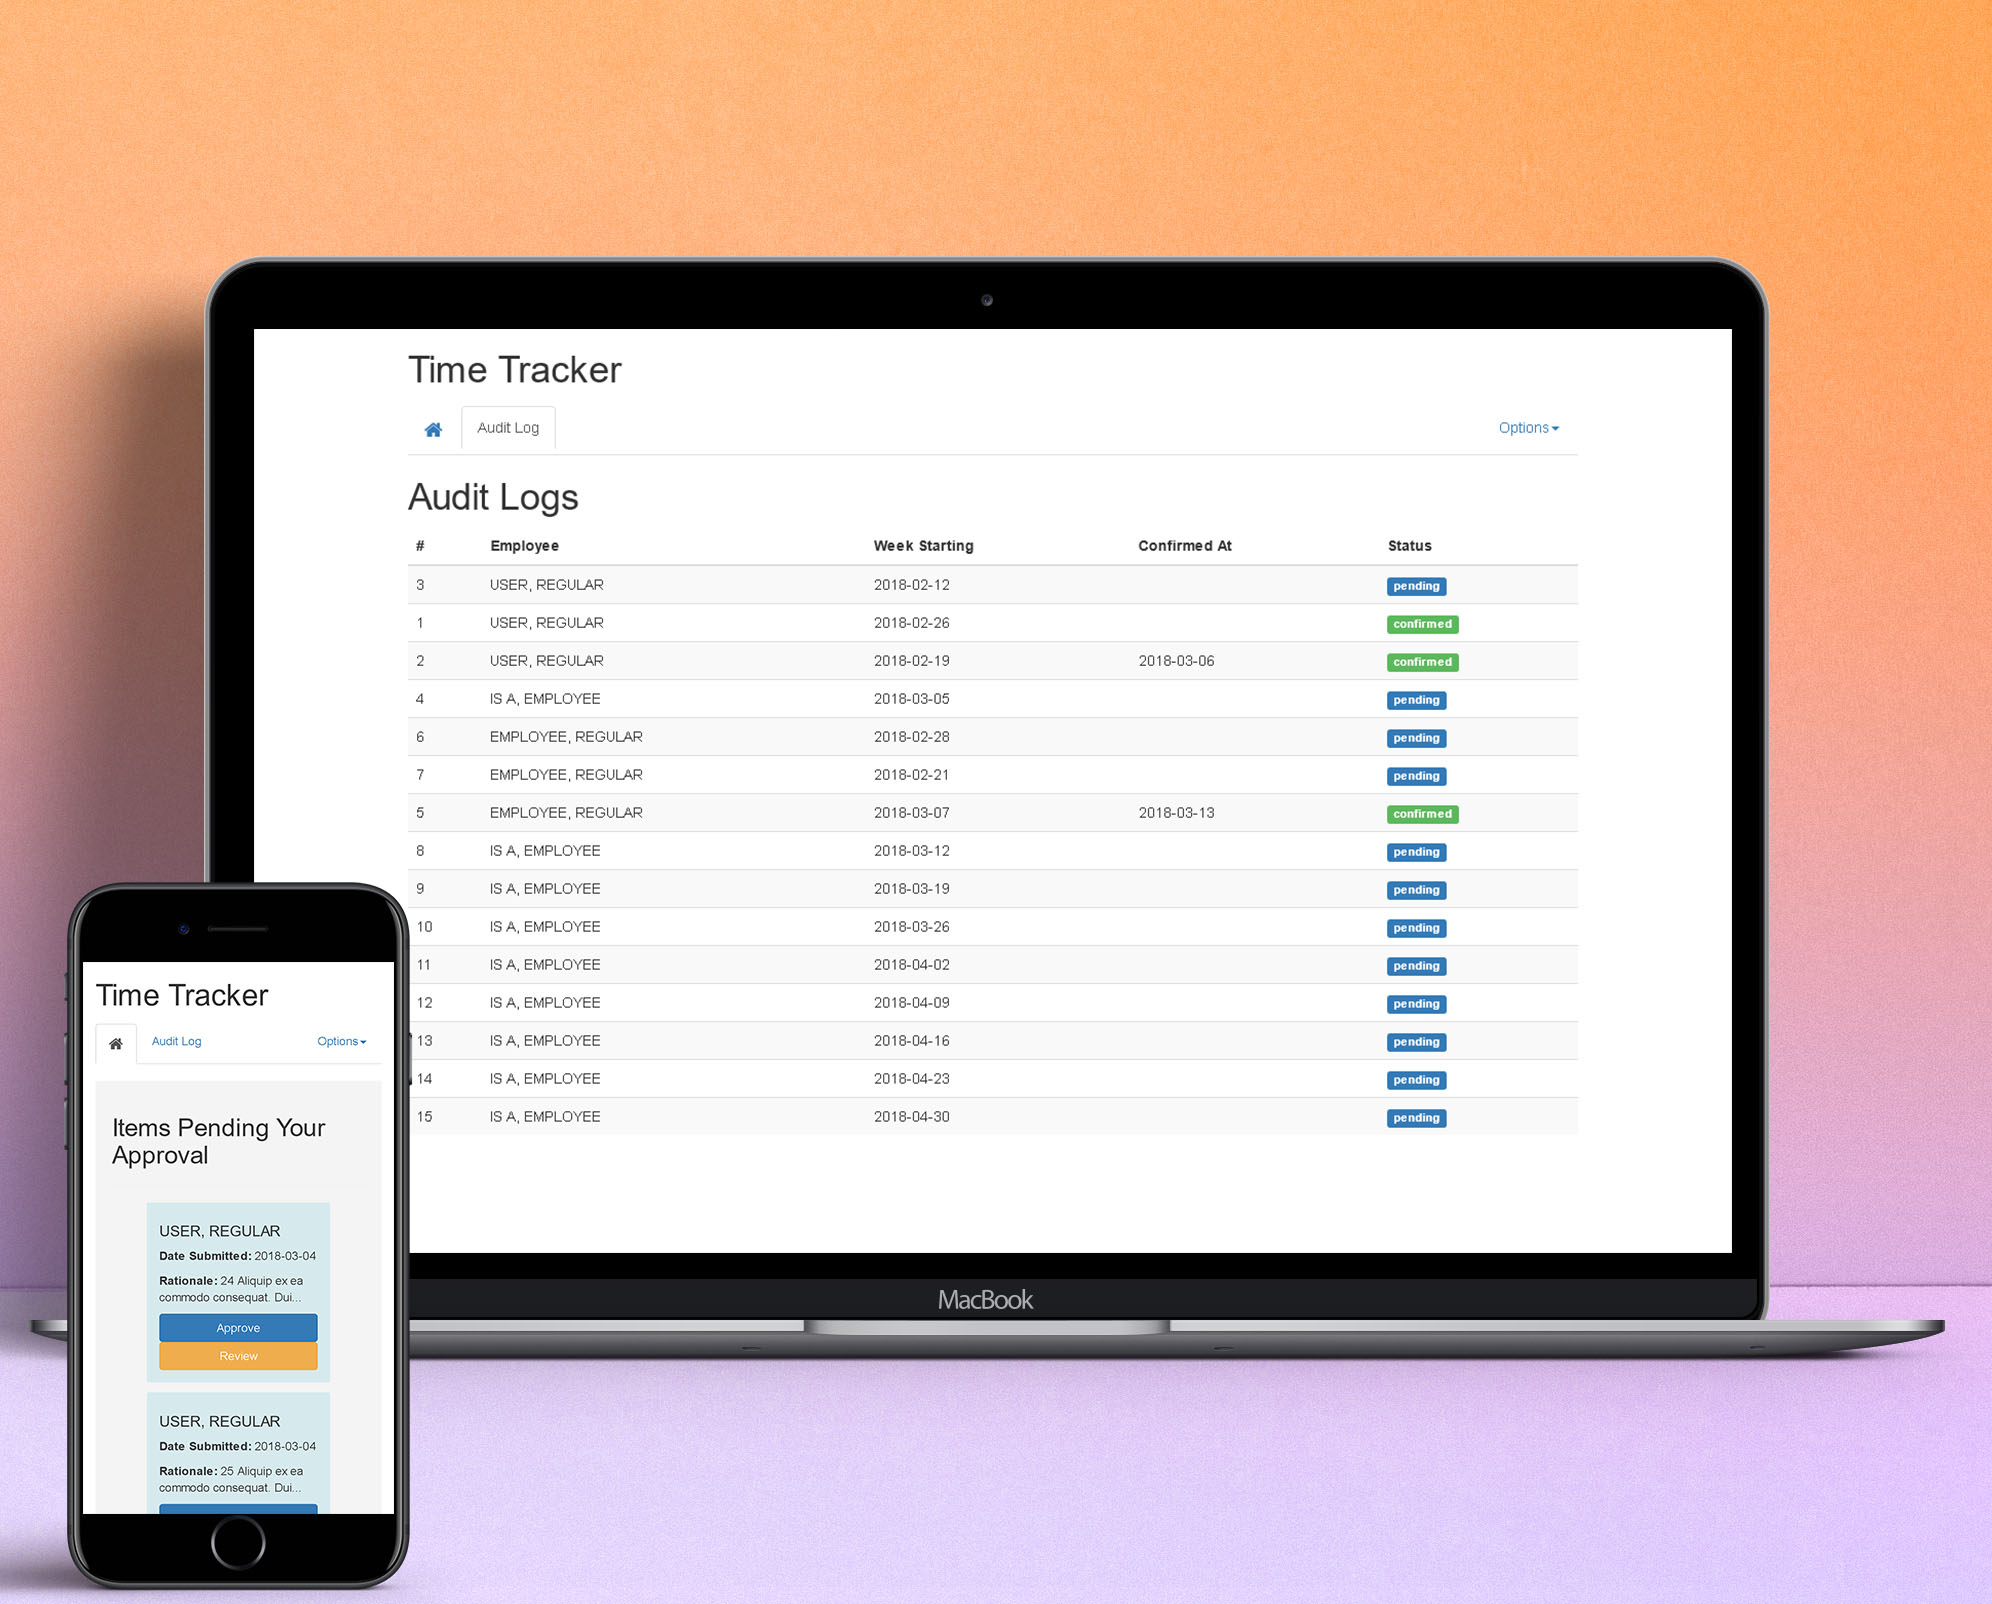 Time Tracker
Audit Log Options
Audit Logs
# Employee Week Starting Confirmed At Status
3 USER, REGULAR 2018-02-12 pending
1 USER, REGULAR 2018-02-26 confirmed
2 USER, REGULAR 2018-02-19 2018-03-06 confirmed
4 IS A, EMPLOYEE 2018-03-05 pending
6 EMPLOYEE, REGULAR 2018-02-28 pending
7 EMPLOYEE, REGULAR 2018-02-21 pending
5 EMPLOYEE, REGULAR 2018-03-07 2018-03-13 confirmed
8 IS A, EMPLOYEE 2018-03-12 pending
9 IS A, EMPLOYEE 2018-03-19 pending
10 IS A, EMPLOYEE 2018-03-26 pending
11 IS A, EMPLOYEE 2018-04-02 pending
12 IS A, EMPLOYEE 2018-04-09 pending
13 IS A, EMPLOYEE 2018-04-16 pending
14 IS A, EMPLOYEE 2018-04-23 pending
15 IS A, EMPLOYEE 2018-04-30 pending
MacBook
Time Tracker
Audit Log Options
Items Pending Your
Approval
USER, REGULAR
Date Submitted: 2018-03-04
Rationale: 24 Aliquip ex ea
commodo consequat. Dui...
Approve
Review
USER, REGULAR
Date Submitted: 2018-03-04
Rationale: 25 Aliquip ex ea
commodo consequat. Dui...